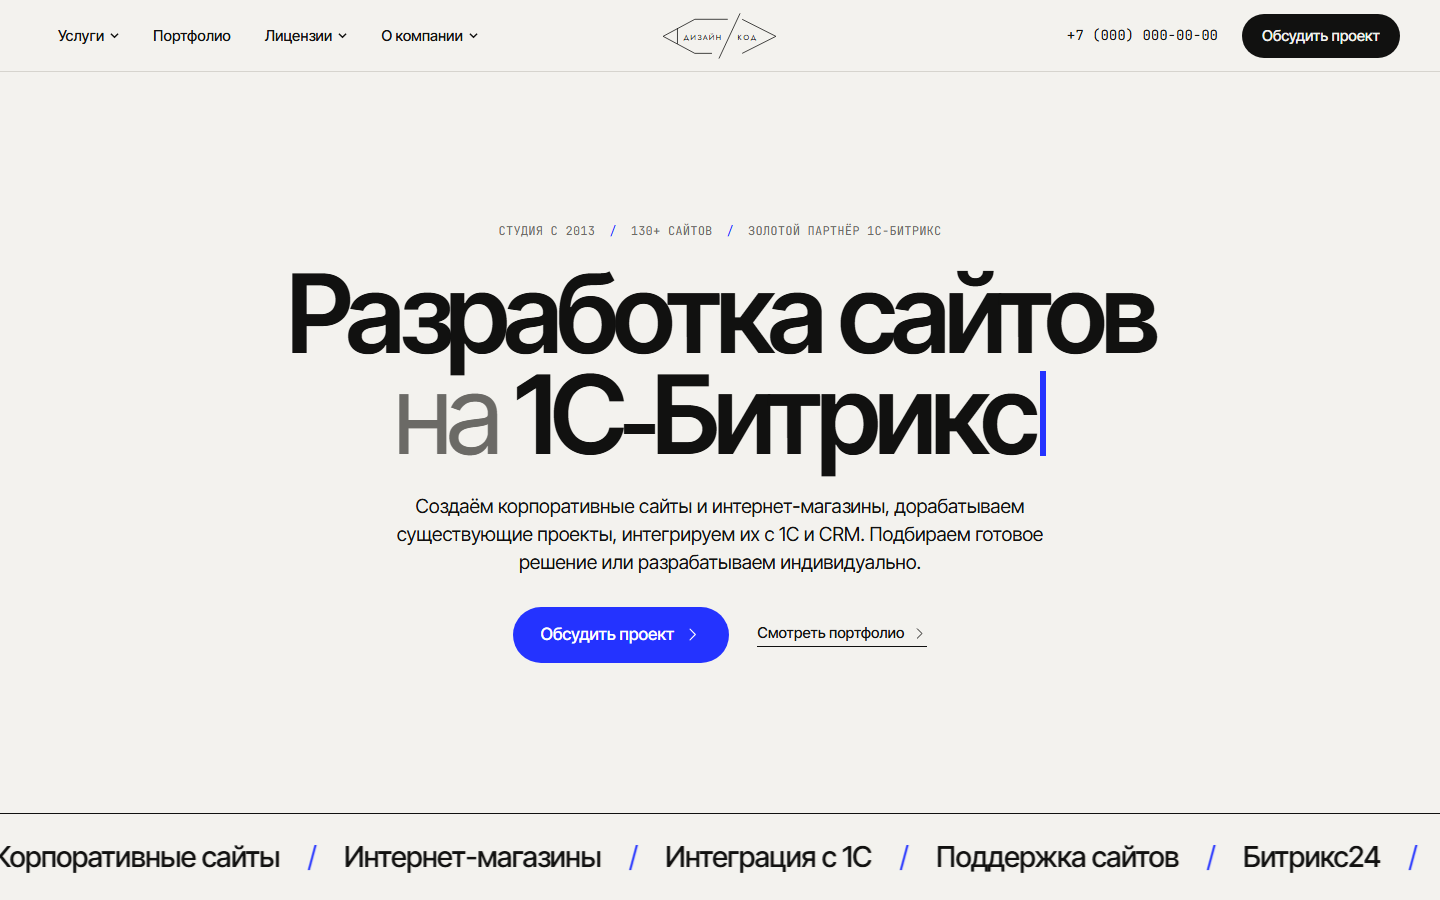 Услуги
Портфолио
Лицензии
О компании
ДИЗАЙН / КОД
+7 (000) 000-00-00
Обсудить проект
СТУДИЯ С 2013 / 130+ САЙТОВ / ЗОЛОТОЙ ПАРТНЁР 1С-БИТРИКС
Разработка сайтов
на 1С-Битрикс
Создаём корпоративные сайты и интернет-магазины, дорабатываем
существующие проекты, интегрируем их с 1С и CRM. Подбираем готовое
решение или разрабатываем индивидуально.
Обсудить проект
Смотреть портфолио
Корпоративные сайты / Интернет-магазины / Интеграция с 1С / Поддержка сайтов / Битрикс24 /